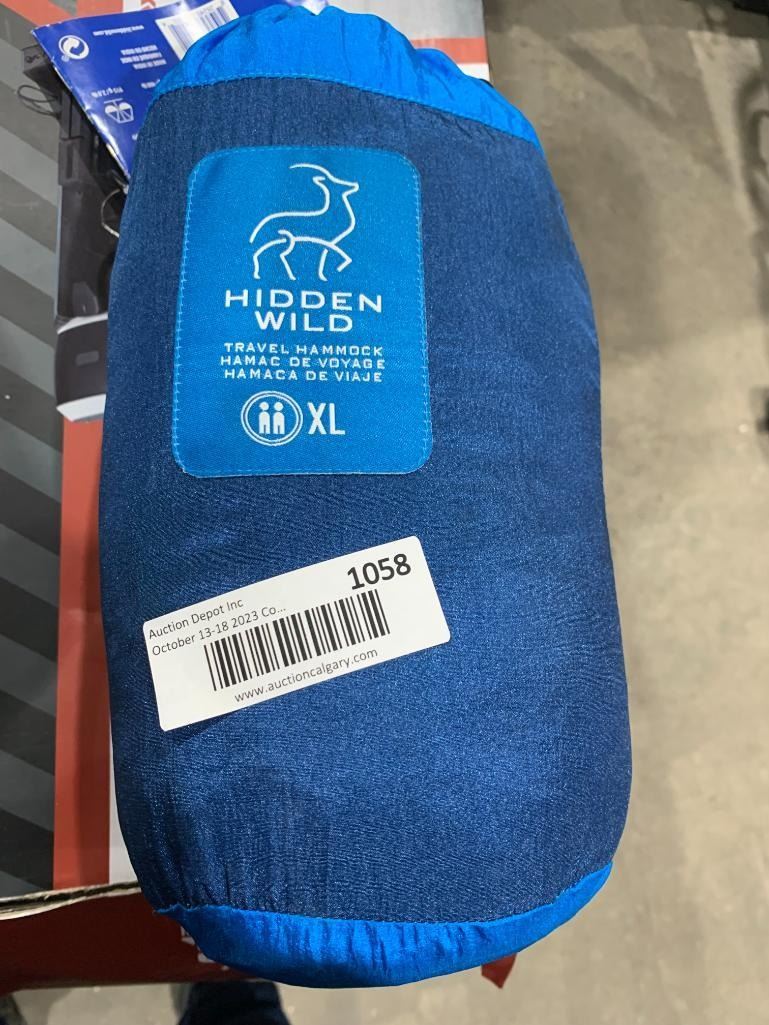 HIDDEN
WILD
TRAVEL HAMMOCK
HAMAC DE VOYAGE
HAMACA DE VIAJE
XL
1058
Auction Depot Inc
October 13-18 2023 Co...
www.auctioncalgary.com